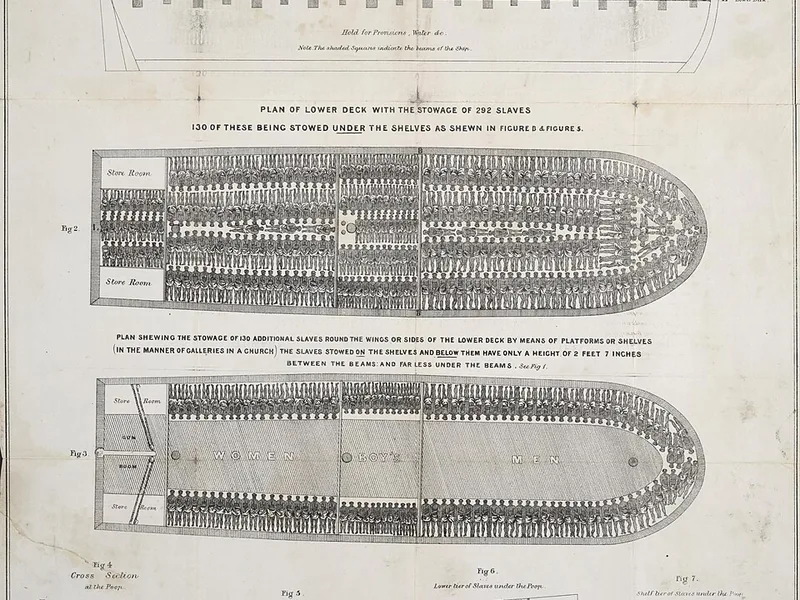 Hold for Provisions, Water &c.
Note. The shaded Squares indicate the beams of the Ship.
PLAN OF LOWER DECK WITH THE STOWAGE OF 292 SLAVES
130 OF THESE BEING STOWED UNDER THE SHELVES AS SHEWN IN FIGURE D & FIGURE 5.
Store Room
Fig 2.
Store Room
PLAN SHEWING THE STOWAGE OF 130 ADDITIONAL SLAVES ROUND THE WINGS OR SIDES OF THE LOWER DECK BY MEANS OF PLATFORMS OR SHELVES
(IN THE MANNER OF GALLERIES IN A CHURCH) THE SLAVES STOWED ON THE SHELVES AND BELOW THEM HAVE ONLY A HEIGHT OF 2 FEET 7 INCHES
BETWEEN THE BEAMS: AND FAR LESS UNDER THE BEAMS. See Fig 1.
Store Room
GUN
Fig 3
WOMEN BOY'S MEN
ROOM
Store Room
Fig 4
Cross Section
at the Poop.
Fig 5.
Fig 6.
Lower tier of Slaves under the Poop.
Fig 7.
Shelf tier of Slaves under the Poop